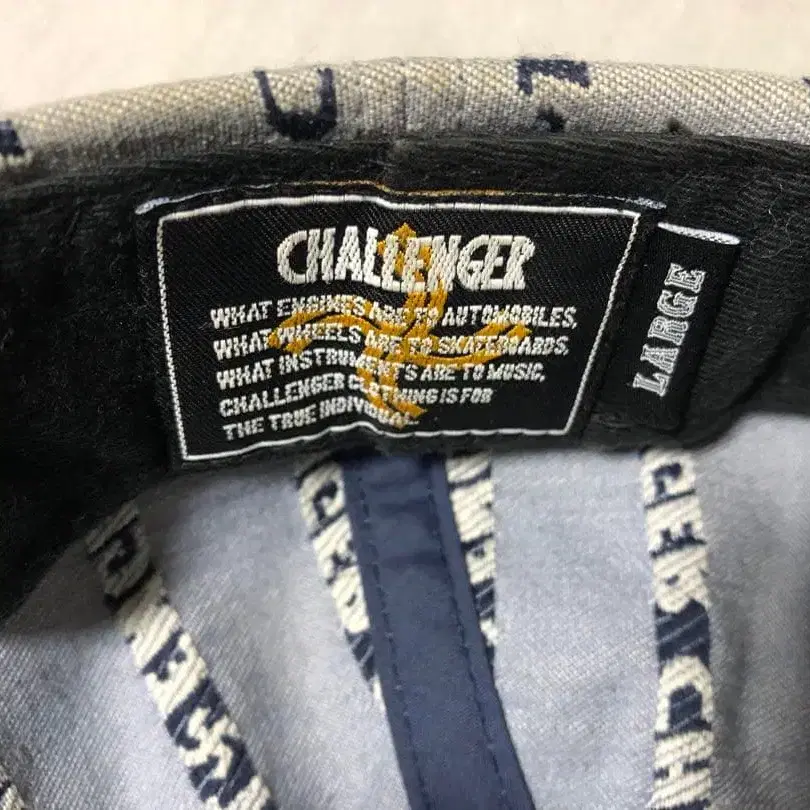 CHALLENGER
WHAT ENGINES ARE TO AUTOMOBILES,
WHAT WHEELS ARE TO SKATEBOARDS,
WHAT INSTRUMENTS ARE TO MUSIC,
CHALLENGER CLOTHING IS FOR
THE TRUE INDIVIDUAL.
LARGE